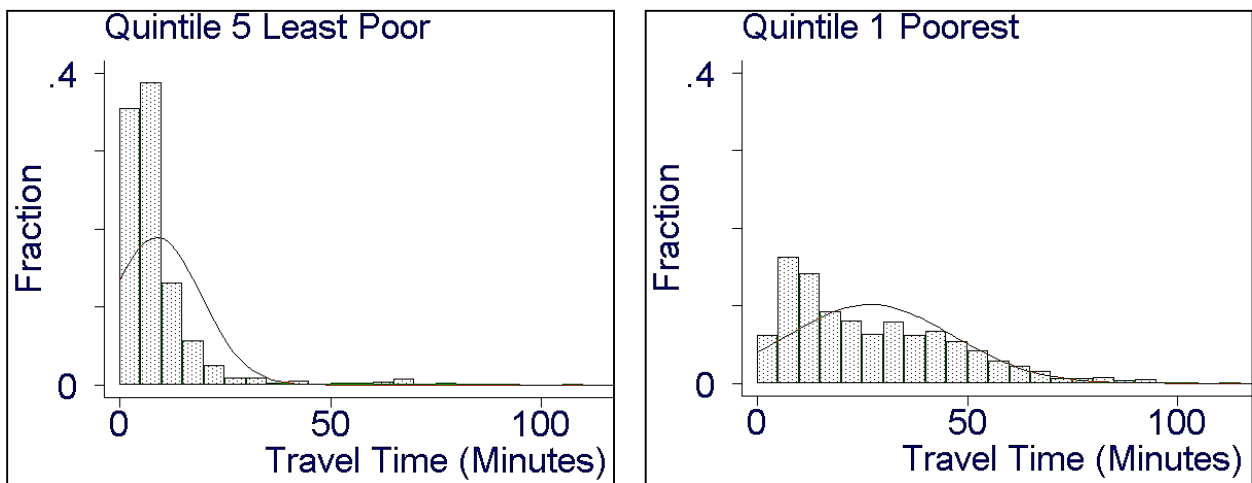 Quintile 5 Least Poor
.4
Fraction
0
0 50 100
Travel Time (Minutes)
Quintile 1 Poorest
.4
Fraction
0
0 50 100
Travel Time (Minutes)